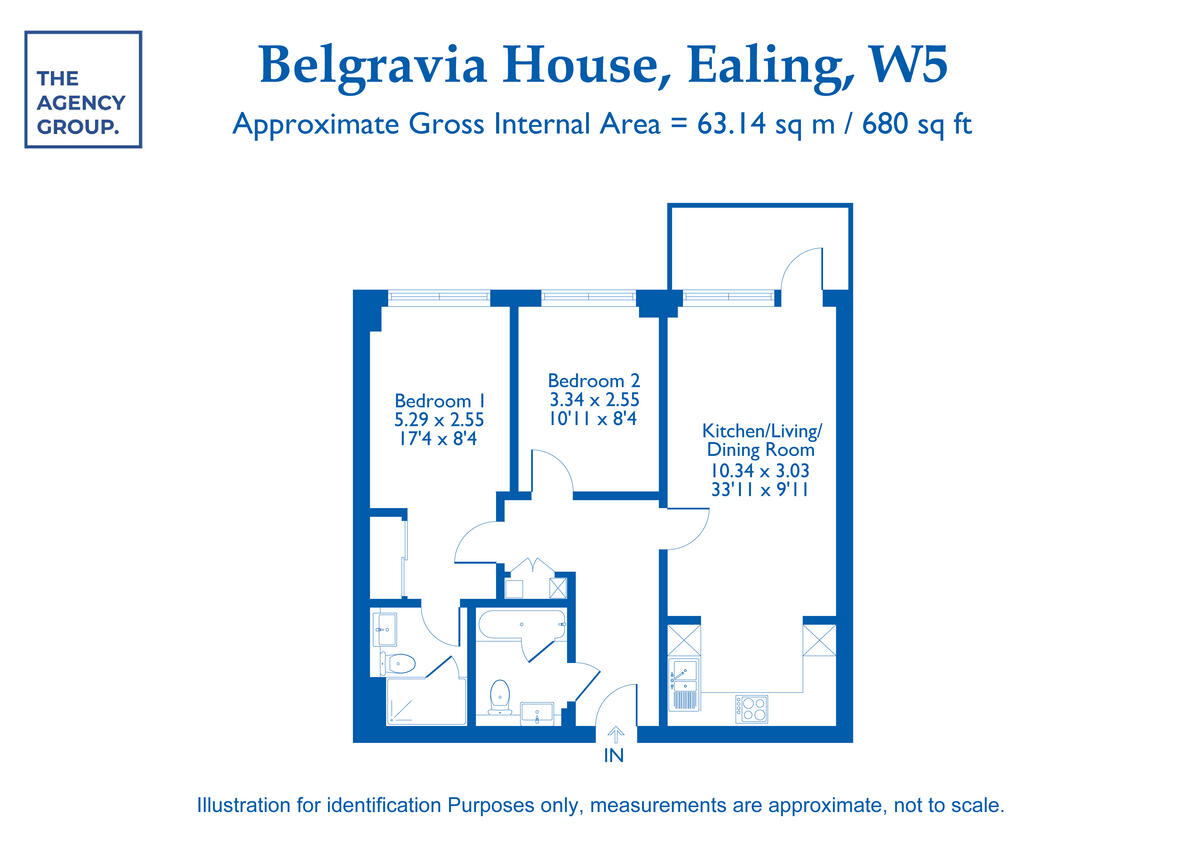 THE
AGENCY
GROUP.
Belgravia House, Ealing, W5
Approximate Gross Internal Area = 63.14 sq m / 680 sq ft
Bedroom 1
5.29 x 2.55
17'4 x 8'4
Bedroom 2
3.34 x 2.55
10'11 x 8'4
Kitchen/Living/
Dining Room
10.34 x 3.03
33'11 x 9'11
IN
Illustration for identification Purposes only, measurements are approximate, not to scale.